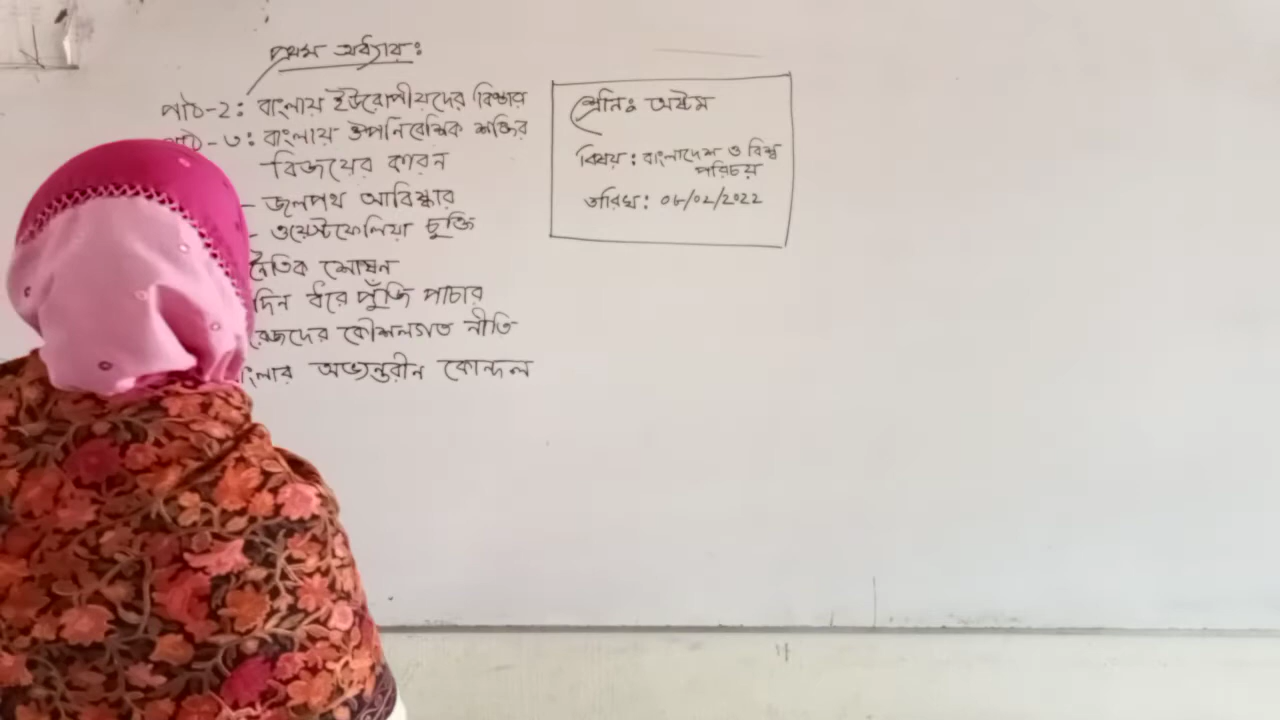 প্রথম অধ্যায়ঃ
পাঠ-২: বাংলায় ইউরোপীয়দের বিস্তার
পাঠ-৩: বাংলায় ঔপনিবেশিক শক্তির
বিজয়ের কারন
- জলপথ আবিষ্কার
- ওয়েস্টফেলিয়া চুক্তি
নৈতিক শোষন
দিন ধরে পুঁজি পাচার
রেজদের কৌশলগত নীতি
ংলার অভ্যন্তরীন কোন্দল
শ্রেনিঃ অষ্টম
বিষয়: বাংলাদেশ ও বিশ্ব
পরিচয়
তারিখ: ০৮/০২/২০২২